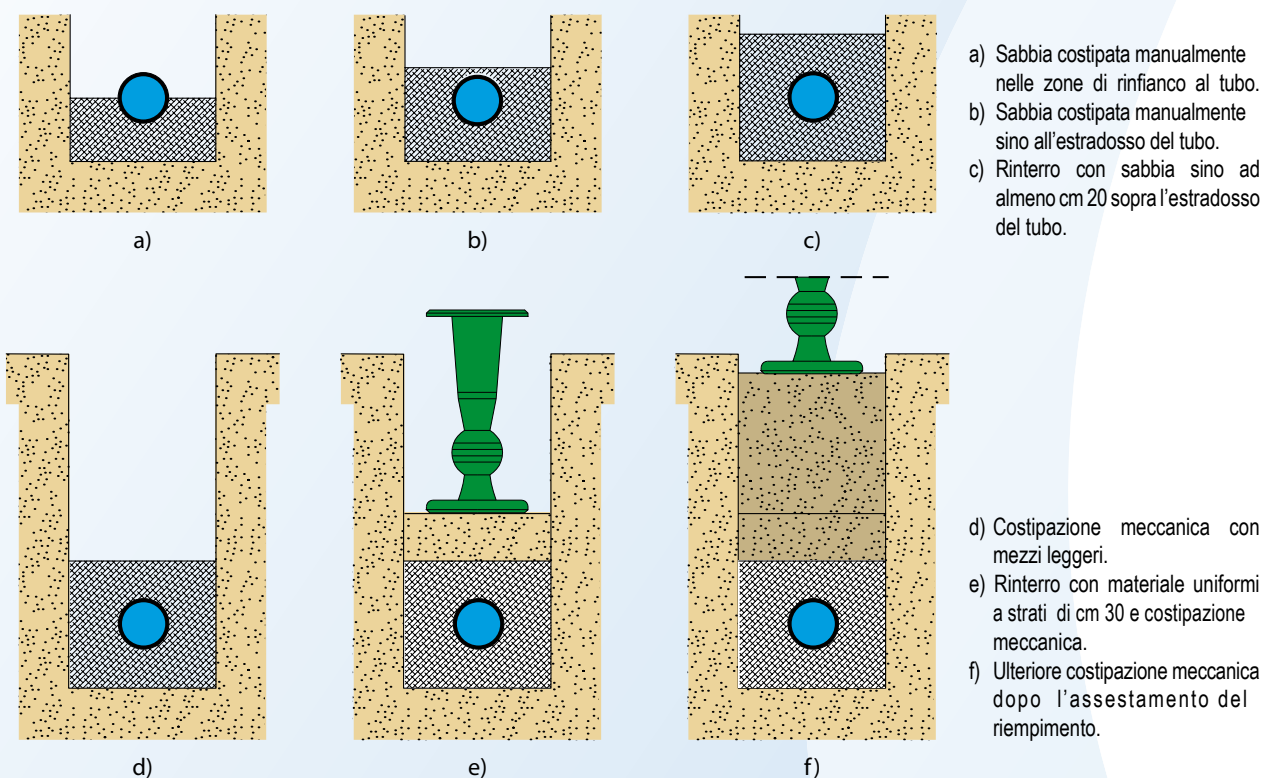 a) Sabbia costipata manualmente
nelle zone di rinfianco al tubo.
b) Sabbia costipata manualmente
sino all'estradosso del tubo.
c) Rinterro con sabbia sino ad
almeno cm 20 sopra l'estradosso
del tubo.
a)
b)
c)
d) Costipazione meccanica con
mezzi leggeri.
e) Rinterro con materiale uniformi
a strati di cm 30 e costipazione
meccanica.
f) Ulteriore costipazione meccanica
dopo l'assestamento del
riempimento.
d)
e)
f)